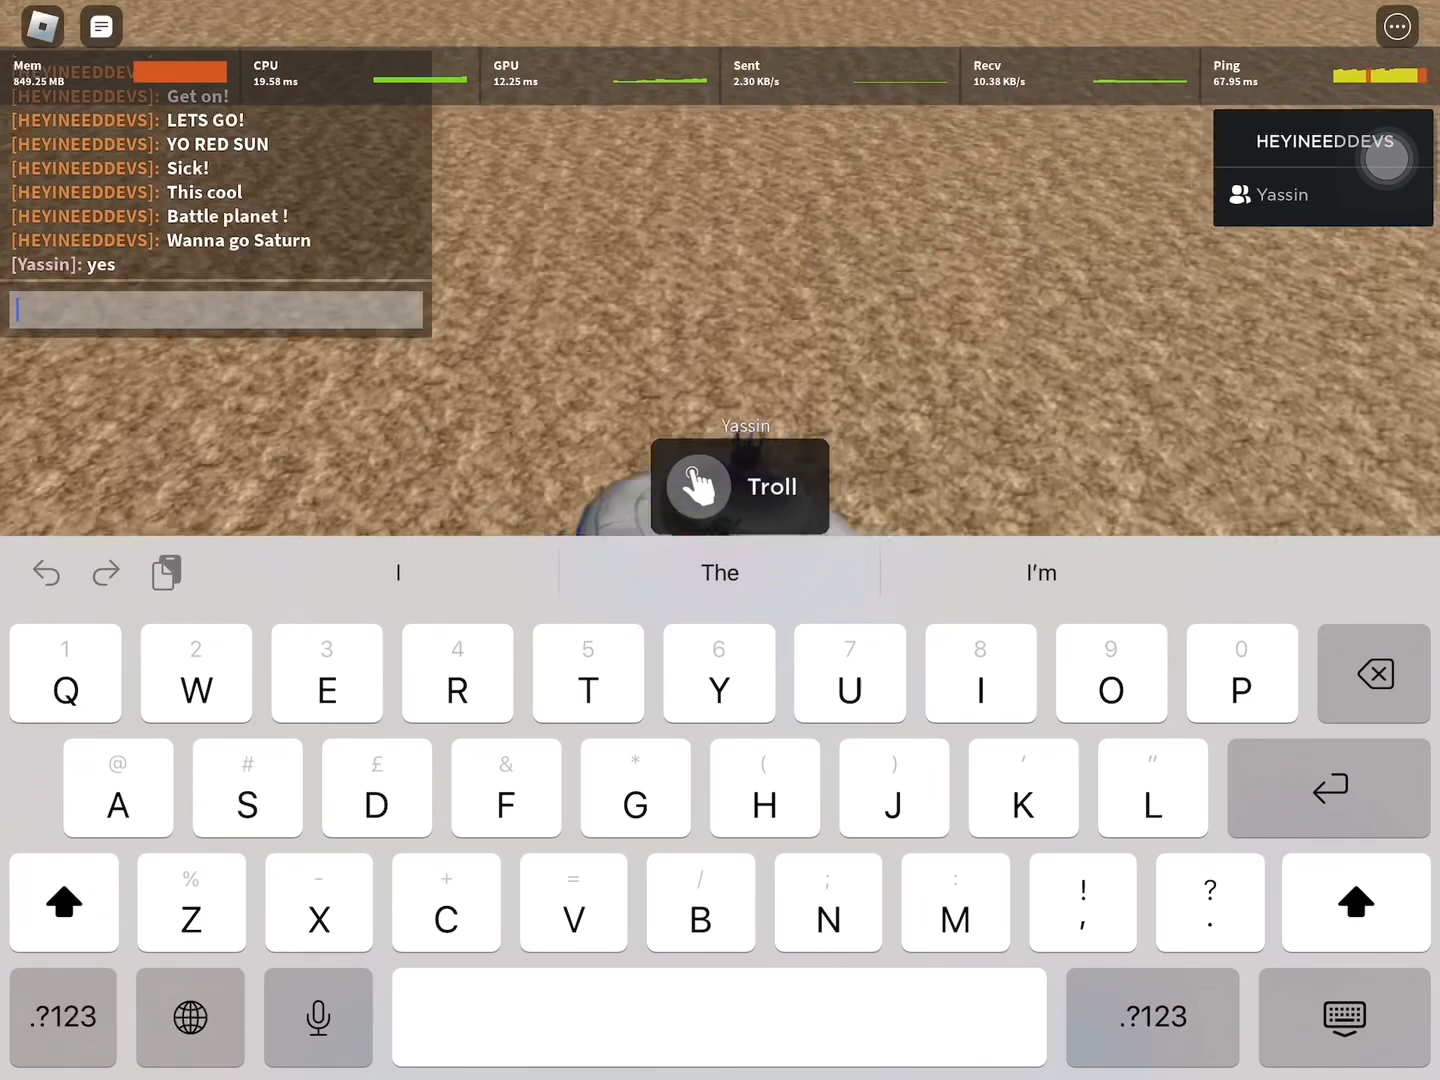 Mem
849.25 MB
CPU
19.58 ms
GPU
12.25 ms
Sent
2.30 KB/s
Recv
10.38 KB/s
Ping
67.95 ms
[HEYINEEDDEV
[HEYINEEDDEVS]: Get on!
[HEYINEEDDEVS]: LETS GO!
[HEYINEEDDEVS]: YO RED SUN
[HEYINEEDDEVS]: Sick!
[HEYINEEDDEVS]: This cool
[HEYINEEDDEVS]: Battle planet !
[HEYINEEDDEVS]: Wanna go Saturn
[Yassin]: yes
HEYINEEDDEVS
Yassin
Yassin
Troll
I The I'm
1 2 3 4 5 6 7 8 9 0
Q W E R T Y U I O P
@ # £ & * ( ) ' "
A S D F G H J K L
% - + = / ; : ! ?
Z X C V B N M , .
.?123 .?123